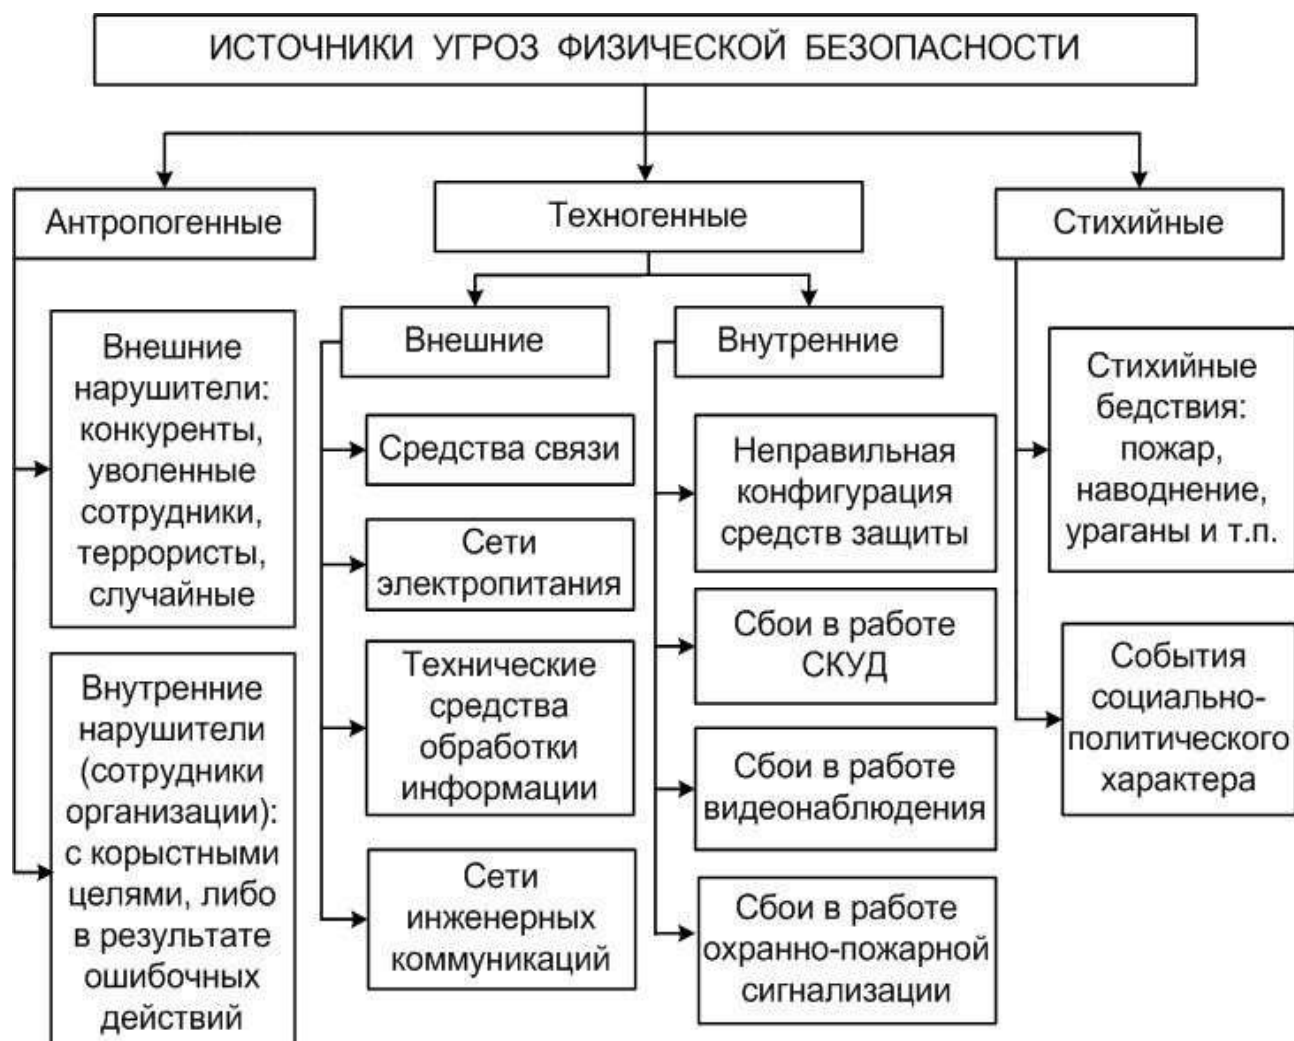 ИСТОЧНИКИ УГРОЗ ФИЗИЧЕСКОЙ БЕЗОПАСНОСТИ
Антропогенные
Внешние
нарушители:
конкуренты,
уволенные
сотрудники,
террористы,
случайные
Внутренние
нарушители
(сотрудники
организации):
с корыстными
целями, либо
в результате
ошибочных
действий
Техногенные
Внешние
Средства связи
Сети
электропитания
Технические
средства
обработки
информации
Сети
инженерных
коммуникаций
Внутренние
Неправильная
конфигурация
средств защиты
Сбои в работе
СКУД
Сбои в работе
видеонаблюдения
Сбои в работе
охранно-пожарной
сигнализации
Стихийные
Стихийные
бедствия:
пожар,
наводнение,
ураганы и т.п.
События
социально-
политического
характера